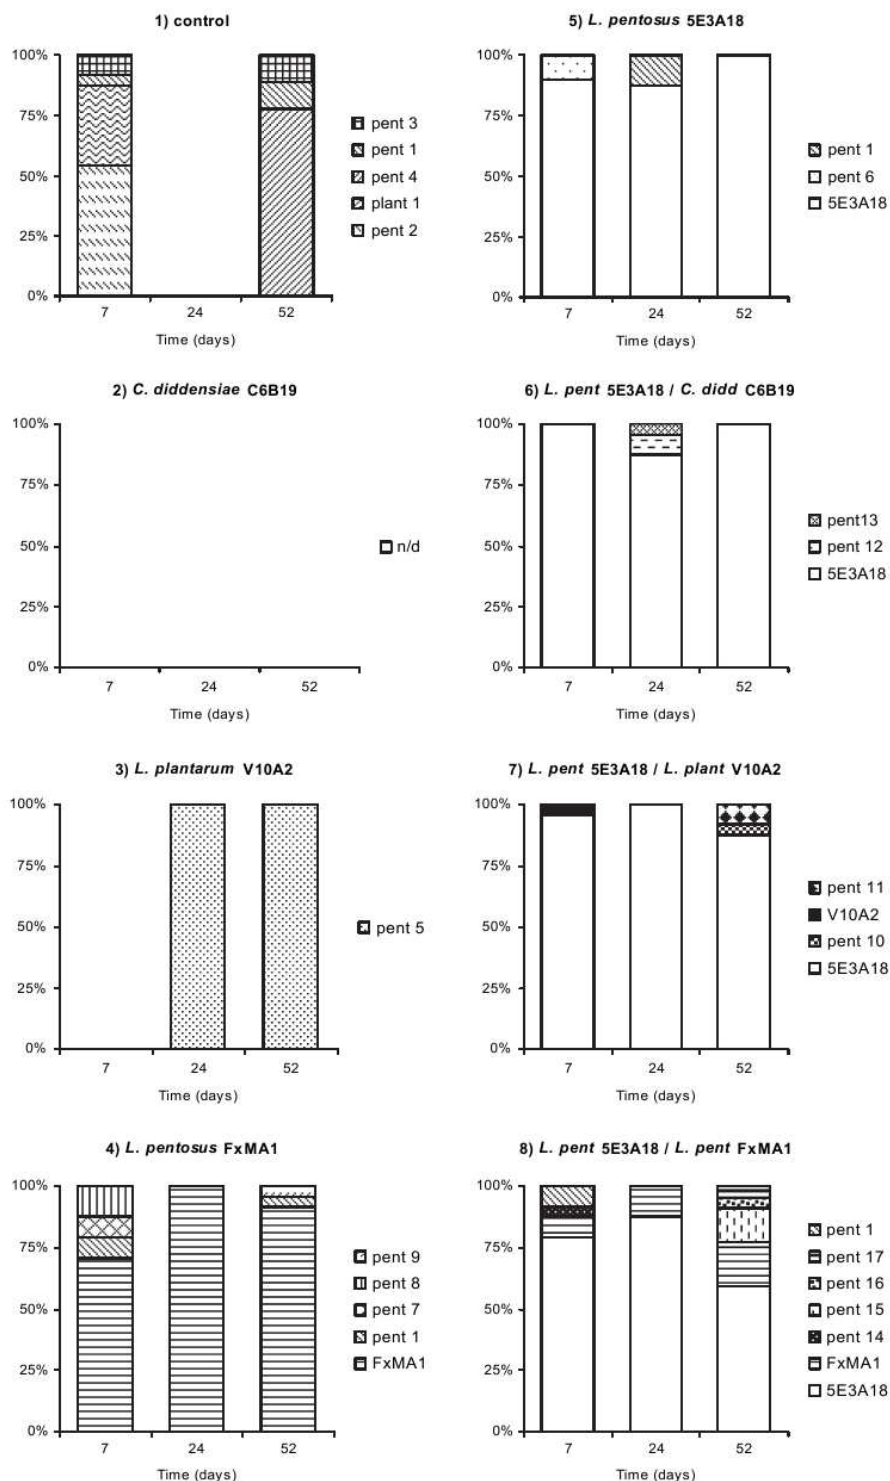 1) control
100%
75%
50%
25%
0%
7
24
52
Time (days)
pent 3
pent 1
pent 4
plant 1
pent 2
5) L. pentosus 5E3A18
100%
75%
50%
25%
0%
7
24
52
Time (days)
pent 1
pent 6
5E3A18
2) C. diddensiae C6B19
100%
75%
50%
25%
0%
7
24
52
Time (days)
n/d
6) L. pent 5E3A18 / C. didd C6B19
100%
75%
50%
25%
0%
7
24
52
Time (days)
pent13
pent 12
5E3A18
3) L. plantarum V10A2
100%
75%
50%
25%
0%
7
24
52
Time (days)
pent 5
7) L. pent 5E3A18 / L. plant V10A2
100%
75%
50%
25%
0%
7
24
52
Time (days)
pent 11
V10A2
pent 10
5E3A18
4) L. pentosus FxMA1
100%
75%
50%
25%
0%
7
24
52
Time (days)
pent 9
pent 8
pent 7
pent 1
FxMA1
8) L. pent 5E3A18 / L. pent FxMA1
100%
75%
50%
25%
0%
7
24
52
Time (days)
pent 1
pent 17
pent 16
pent 15
pent 14
FxMA1
5E3A18